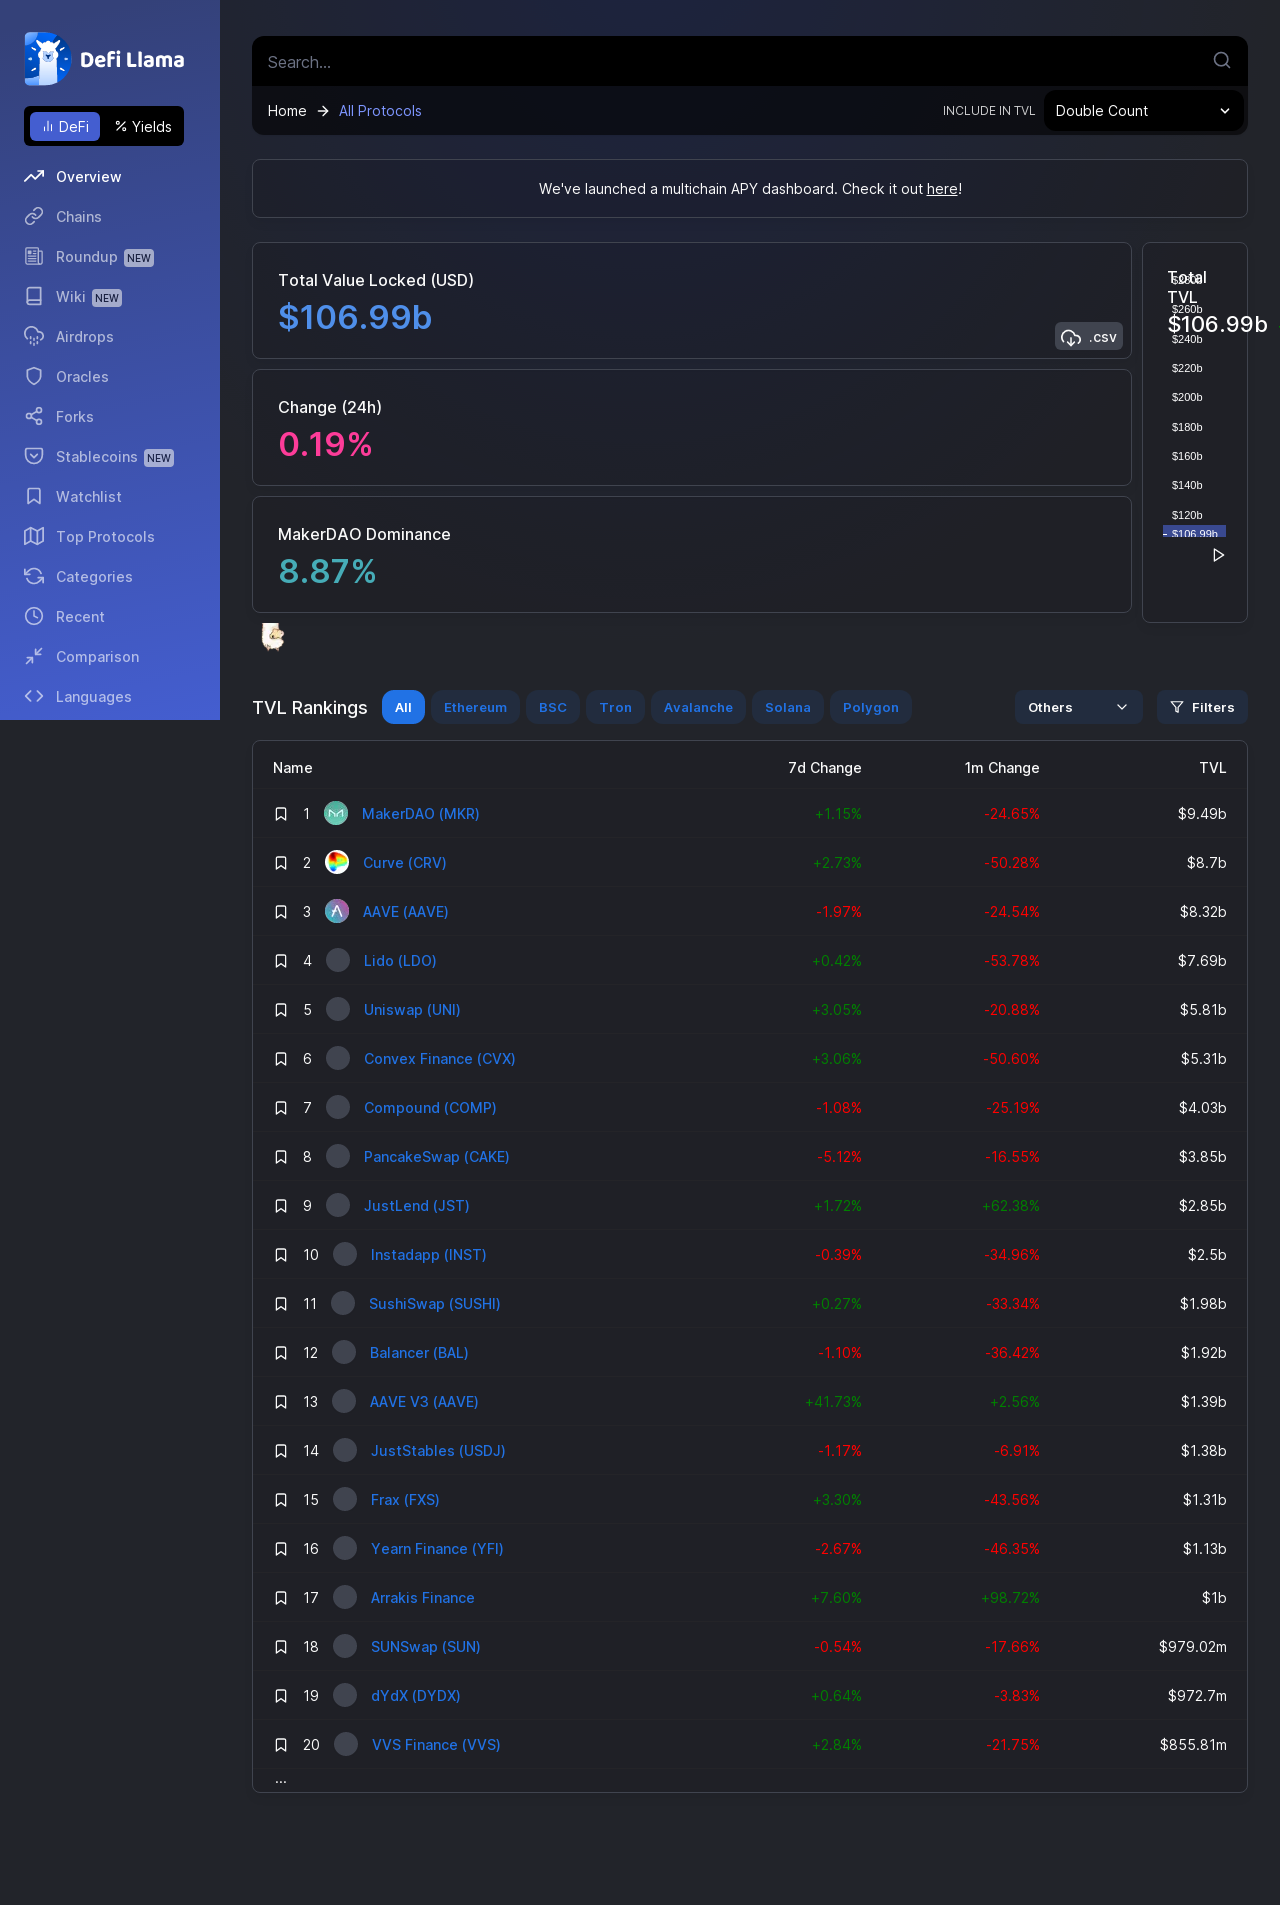 Defi Llama
DeFi
Yields
Overview
Chains
Roundup NEW
Wiki NEW
Airdrops
Oracles
Forks
Stablecoins NEW
Watchlist
Top Protocols
Categories
Recent
Comparison
Languages
Search...
Home → All Protocols
INCLUDE IN TVL
Double Count
We've launched a multichain APY dashboard. Check it out here!
Total Value Locked (USD)
$106.99b
.csv
Change (24h)
0.19%
MakerDAO Dominance
8.87%
Total
TVL
$106.99b
$280b
$260b
$240b
$220b
$200b
$180b
$160b
$140b
$120b
$106.99b
TVL Rankings
All
Ethereum
BSC
Tron
Avalanche
Solana
Polygon
Others
Filters
Name 7d Change 1m Change TVL
1 MakerDAO (MKR) +1.15% -24.65% $9.49b
2 Curve (CRV) +2.73% -50.28% $8.7b
3 AAVE (AAVE) -1.97% -24.54% $8.32b
4 Lido (LDO) +0.42% -53.78% $7.69b
5 Uniswap (UNI) +3.05% -20.88% $5.81b
6 Convex Finance (CVX) +3.06% -50.60% $5.31b
7 Compound (COMP) -1.08% -25.19% $4.03b
8 PancakeSwap (CAKE) -5.12% -16.55% $3.85b
9 JustLend (JST) +1.72% +62.38% $2.85b
10 Instadapp (INST) -0.39% -34.96% $2.5b
11 SushiSwap (SUSHI) +0.27% -33.34% $1.98b
12 Balancer (BAL) -1.10% -36.42% $1.92b
13 AAVE V3 (AAVE) +41.73% +2.56% $1.39b
14 JustStables (USDJ) -1.17% -6.91% $1.38b
15 Frax (FXS) +3.30% -43.56% $1.31b
16 Yearn Finance (YFI) -2.67% -46.35% $1.13b
17 Arrakis Finance +7.60% +98.72% $1b
18 SUNSwap (SUN) -0.54% -17.66% $979.02m
19 dYdX (DYDX) +0.64% -3.83% $972.7m
20 VVS Finance (VVS) +2.84% -21.75% $855.81m
...